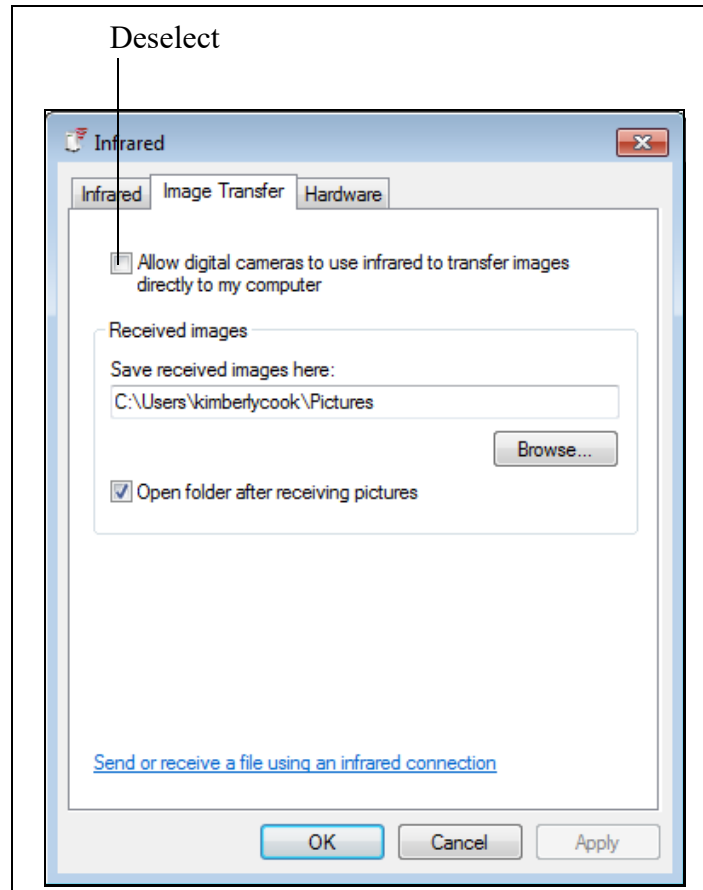 Deselect
Infrared
Infrared Image Transfer Hardware
Allow digital cameras to use infrared to transfer images
directly to my computer
Received images
Save received images here:
C:\Users\kimberlycook\Pictures
Browse...
Open folder after receiving pictures
Send or receive a file using an infrared connection
OK Cancel Apply